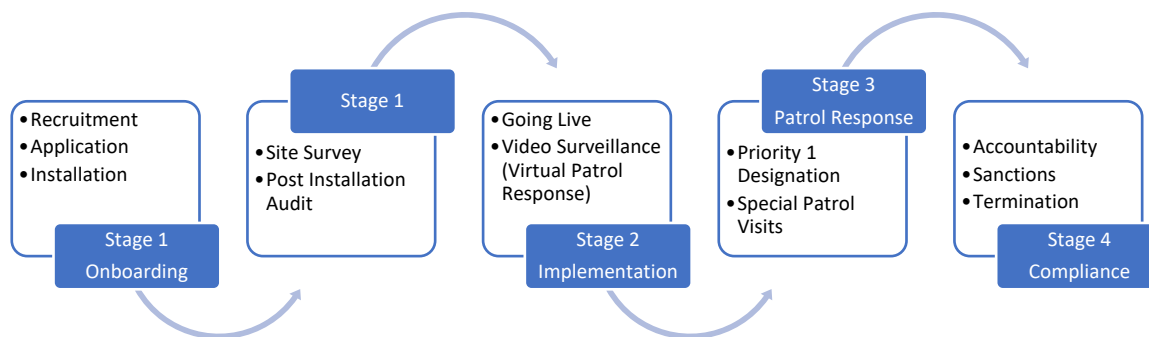 •Recruitment
•Application
•Installation
Stage 1
Onboarding
Stage 1
•Site Survey
•Post Installation
Audit
•Going Live
•Video Surveillance
(Virtual Patrol
Response)
Stage 2
Implementation
Stage 3
Patrol Response
•Priority 1
Designation
•Special Patrol
Visits
•Accountability
•Sanctions
•Termination
Stage 4
Compliance